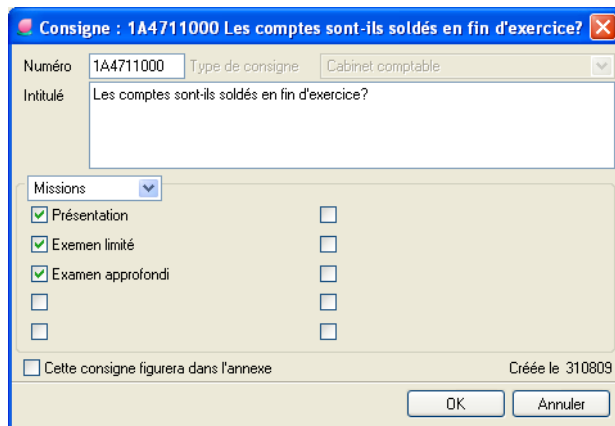 Consigne : 1A4711000 Les comptes sont-ils soldés en fin d'exercice?
Numéro 1A4711000 Type de consigne Cabinet comptable
Intitulé Les comptes sont-ils soldés en fin d'exercice?
Missions
Présentation
Exemen limité
Examen approfondi
Cette consigne figurera dans l'annexe Créée le 310809
OK Annuler